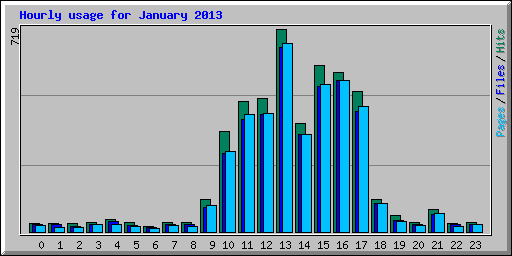 Hourly usage for January 2013
719
Pages / Files / Hits
0 1 2 3 4 5 6 7 8 9 10 11 12 13 14 15 16 17 18 19 20 21 22 23